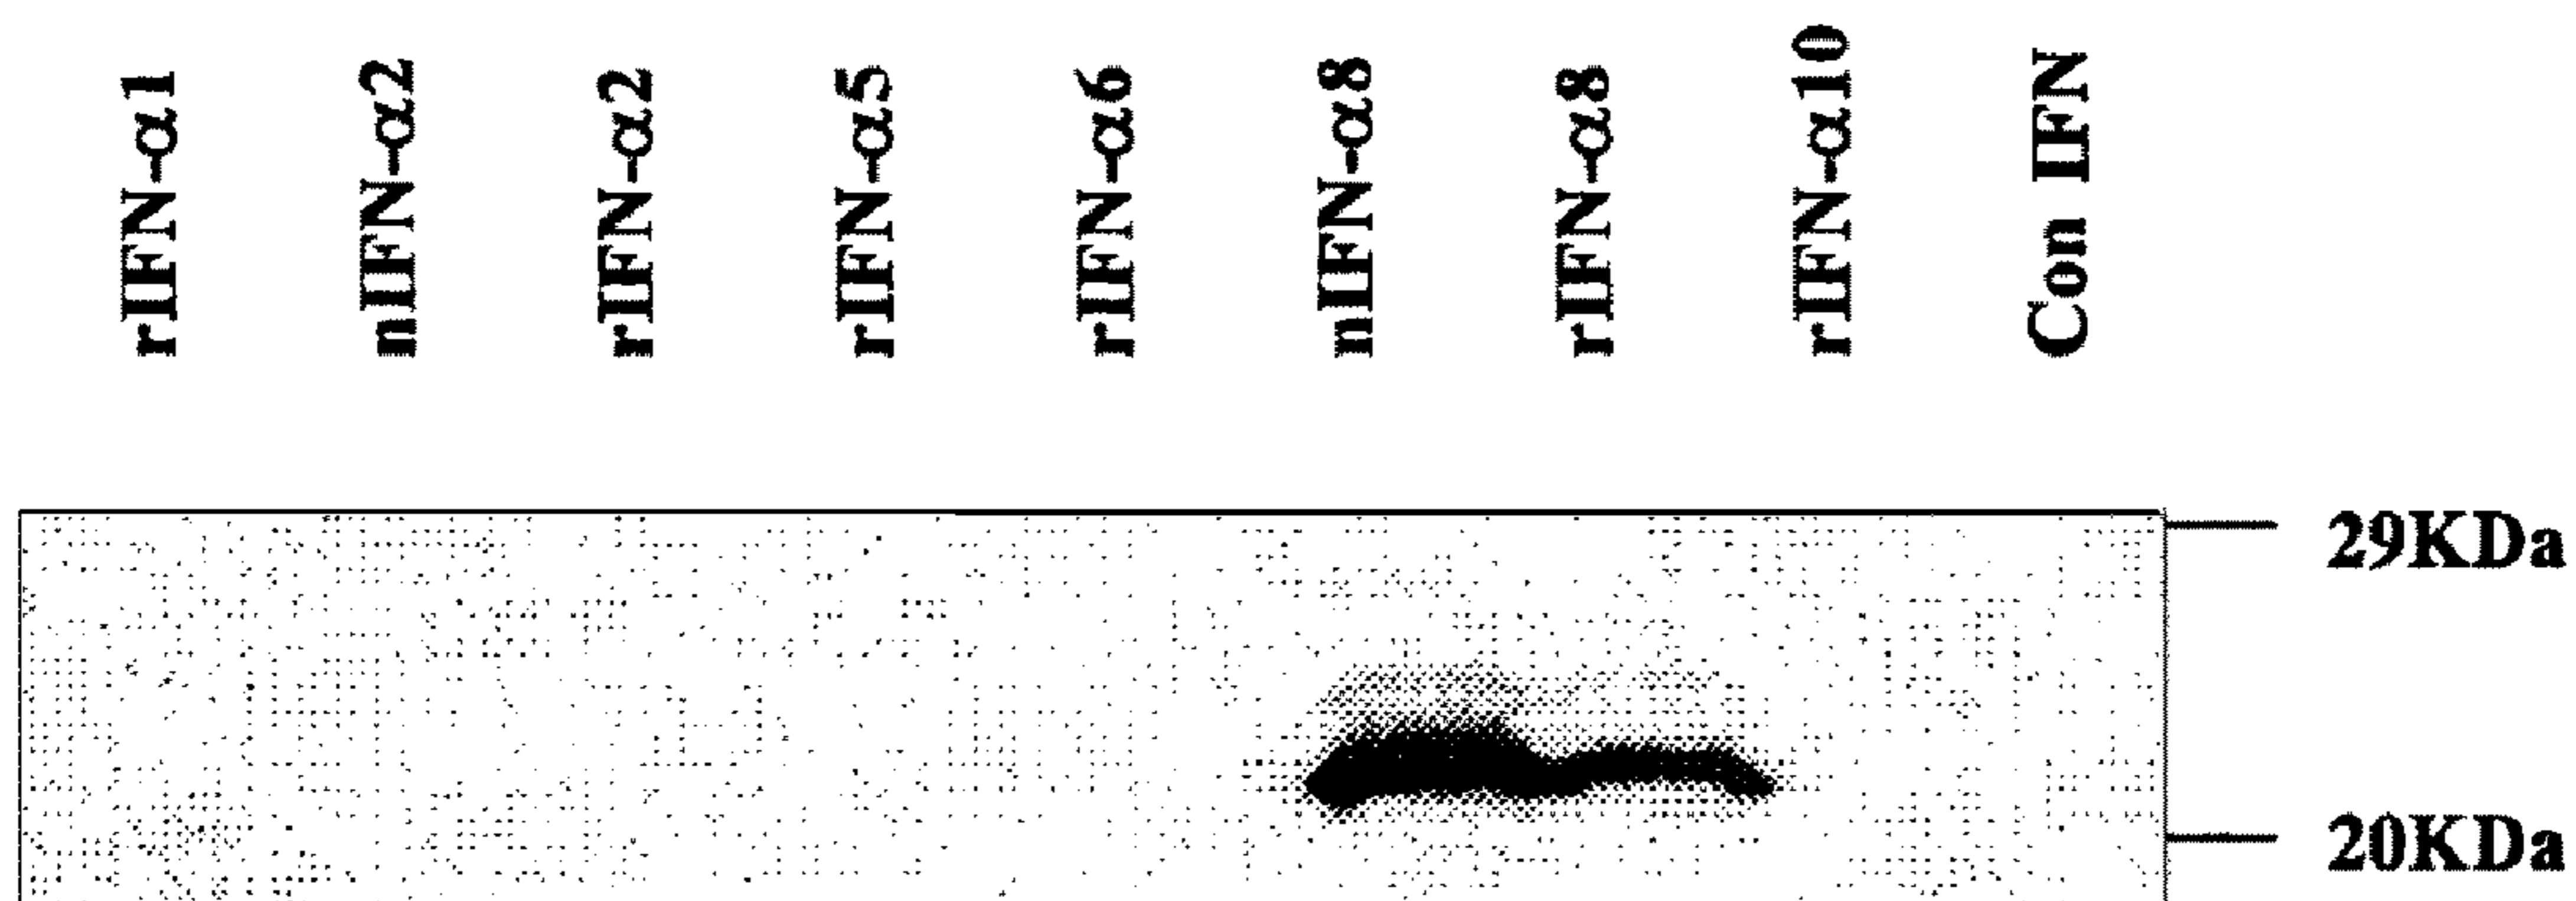 rIFN-α1
nIFN-α2
rIFN-α2
rIFN-α5
rIFN-α6
nIFN-α8
rIFN-α8
rIFN-α10
Con IFN
29KDa
20KDa